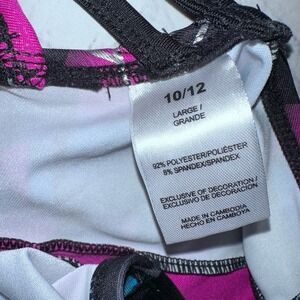 10/12
LARGE /
GRANDE
92% POLYESTER/POLIÉSTER
8% SPANDEX/SPANDEX
EXCLUSIVE OF DECORATION /
EXCLUSIVO DE DECORACION
MADE IN CAMBODIA
HECHO EN CAMBOYA